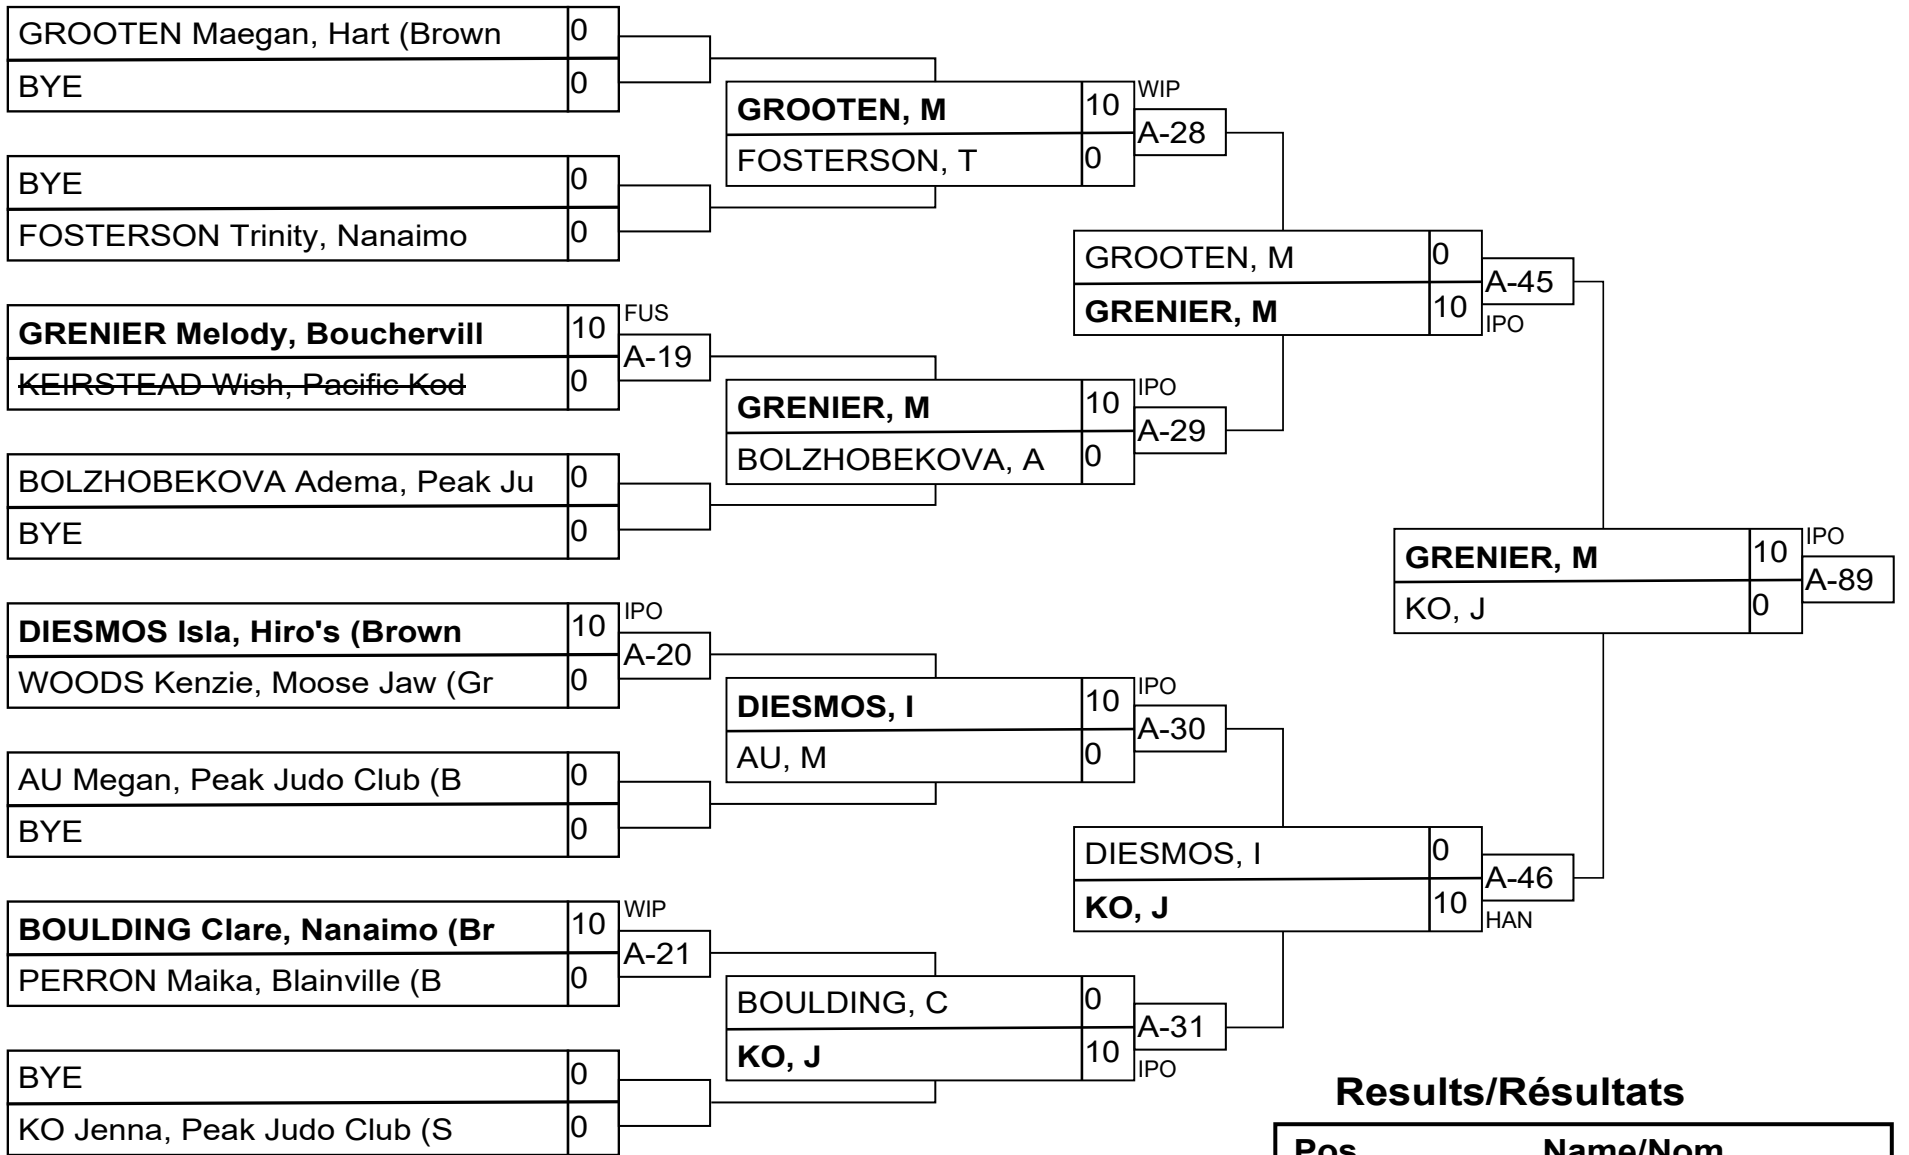 GROOTEN Maegan, Hart (Brown 0
BYE 0
BYE 0
FOSTERSON Trinity, Nanaimo 0
GRENIER Melody, Bouchervill 10 FUS
A-19
KEIRSTEAD Wish, Pacific Kod 0
BOLZHOBEKOVA Adema, Peak Ju 0
BYE 0
DIESMOS Isla, Hiro's (Brown 10 IPO
A-20
WOODS Kenzie, Moose Jaw (Gr 0
AU Megan, Peak Judo Club (B 0
BYE 0
BOULDING Clare, Nanaimo (Br 10 WIP
A-21
PERRON Maika, Blainville (B 0
BYE 0
KO Jenna, Peak Judo Club (S 0
GROOTEN, M 10 WIP
A-28
FOSTERSON, T 0
GRENIER, M 10 IPO
A-29
BOLZHOBEKOVA, A 0
DIESMOS, I 10 IPO
A-30
AU, M 0
BOULDING, C 0
A-31
KO, J 10 IPO
GROOTEN, M 0
A-45
GRENIER, M 10 IPO
DIESMOS, I 0
A-46
KO, J 10 HAN
GRENIER, M 10 IPO
A-89
KO, J 0
Results/Résultats
Pos Name/Nom